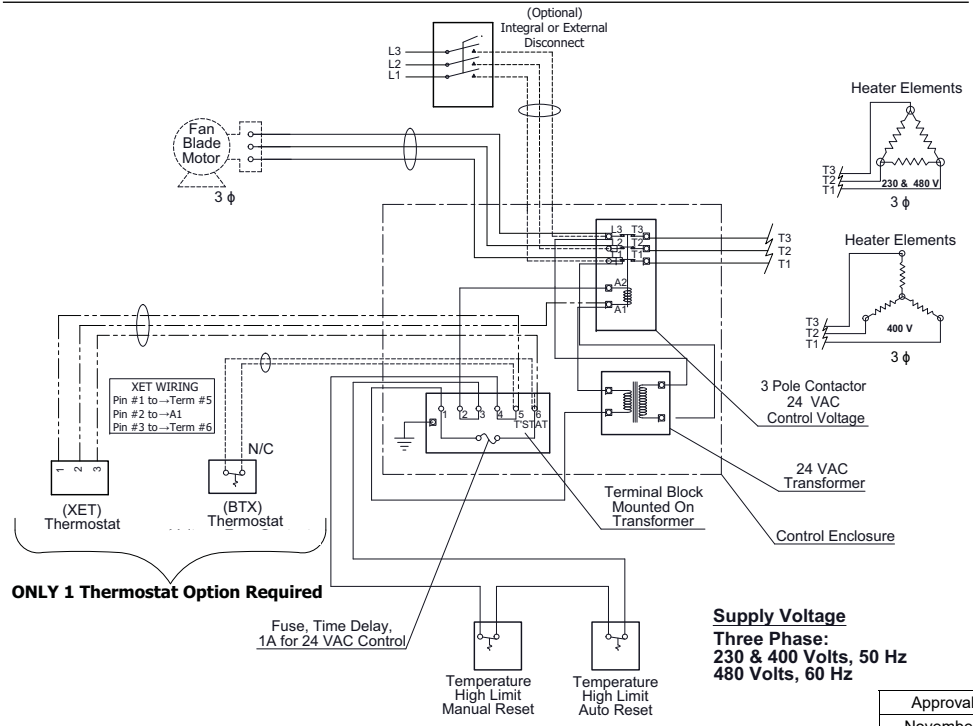 (Optional)
Integral or External
Disconnect
L3
L2
L1
Fan
Blade
Motor
3 ϕ
Heater Elements
T3
T2
T1
230 & 480 V
3 ϕ
L3 T3
L2 T2
T1 T1
A2
A1
T3
T2
T1
Heater Elements
T3
T2
T1
400 V
3 ϕ
XET WIRING
Pin #1 to→Term #5
Pin #2 to→A1
Pin #3 to→Term #6
N/C
1 2 3
(XET)
Thermostat
(BTX)
Thermostat
1 2 3 4 5 6
T'STAT
3 Pole Contactor
24 VAC
Control Voltage
24 VAC
Transformer
Terminal Block
Mounted On
Transformer
Control Enclosure
ONLY 1 Thermostat Option Required
Fuse, Time Delay,
1A for 24 VAC Control
Temperature
High Limit
Manual Reset
Temperature
High Limit
Auto Reset
Supply Voltage
Three Phase:
230 & 400 Volts, 50 Hz
480 Volts, 60 Hz
Approval